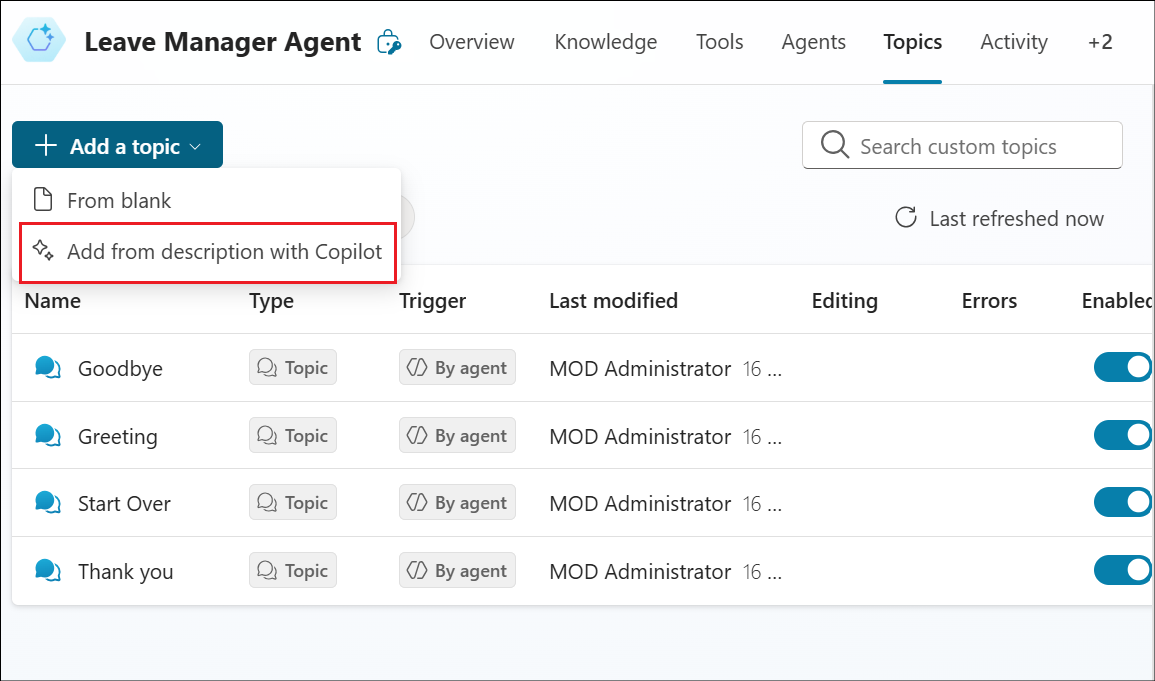 Leave Manager Agent Overview Knowledge Tools Agents Topics Activity +2
Add a topic Search custom topics
From blank
Last refreshed now
Add from description with Copilot
Name Type Trigger Last modified Editing Errors Enabled
Goodbye Topic By agent MOD Administrator 16 ...
Greeting Topic By agent MOD Administrator 16 ...
Start Over Topic By agent MOD Administrator 16 ...
Thank you Topic By agent MOD Administrator 16 ...